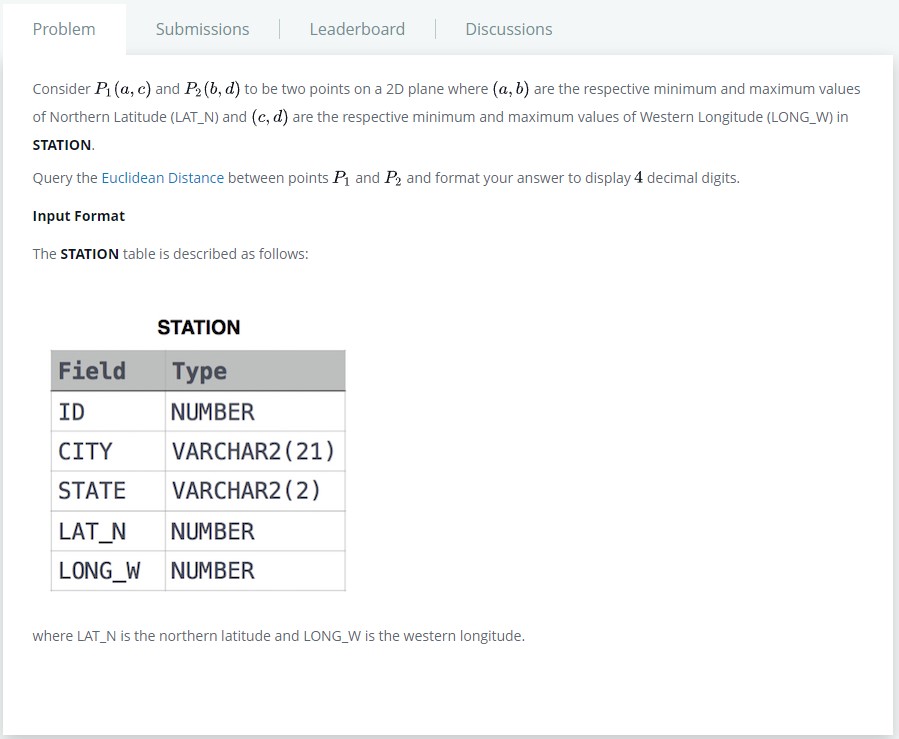 Problem Submissions Leaderboard Discussions
Consider P₁(a, c) and P₂(b, d) to be two points on a 2D plane where (a, b) are the respective minimum and maximum values
of Northern Latitude (LAT_N) and (c, d) are the respective minimum and maximum values of Western Longitude (LONG_W) in
STATION.
Query the Euclidean Distance between points P₁ and P₂ and format your answer to display 4 decimal digits.
Input Format
The STATION table is described as follows:
STATION
Field Type
ID NUMBER
CITY VARCHAR2(21)
STATE VARCHAR2(2)
LAT_N NUMBER
LONG_W NUMBER
where LAT_N is the northern latitude and LONG_W is the western longitude.